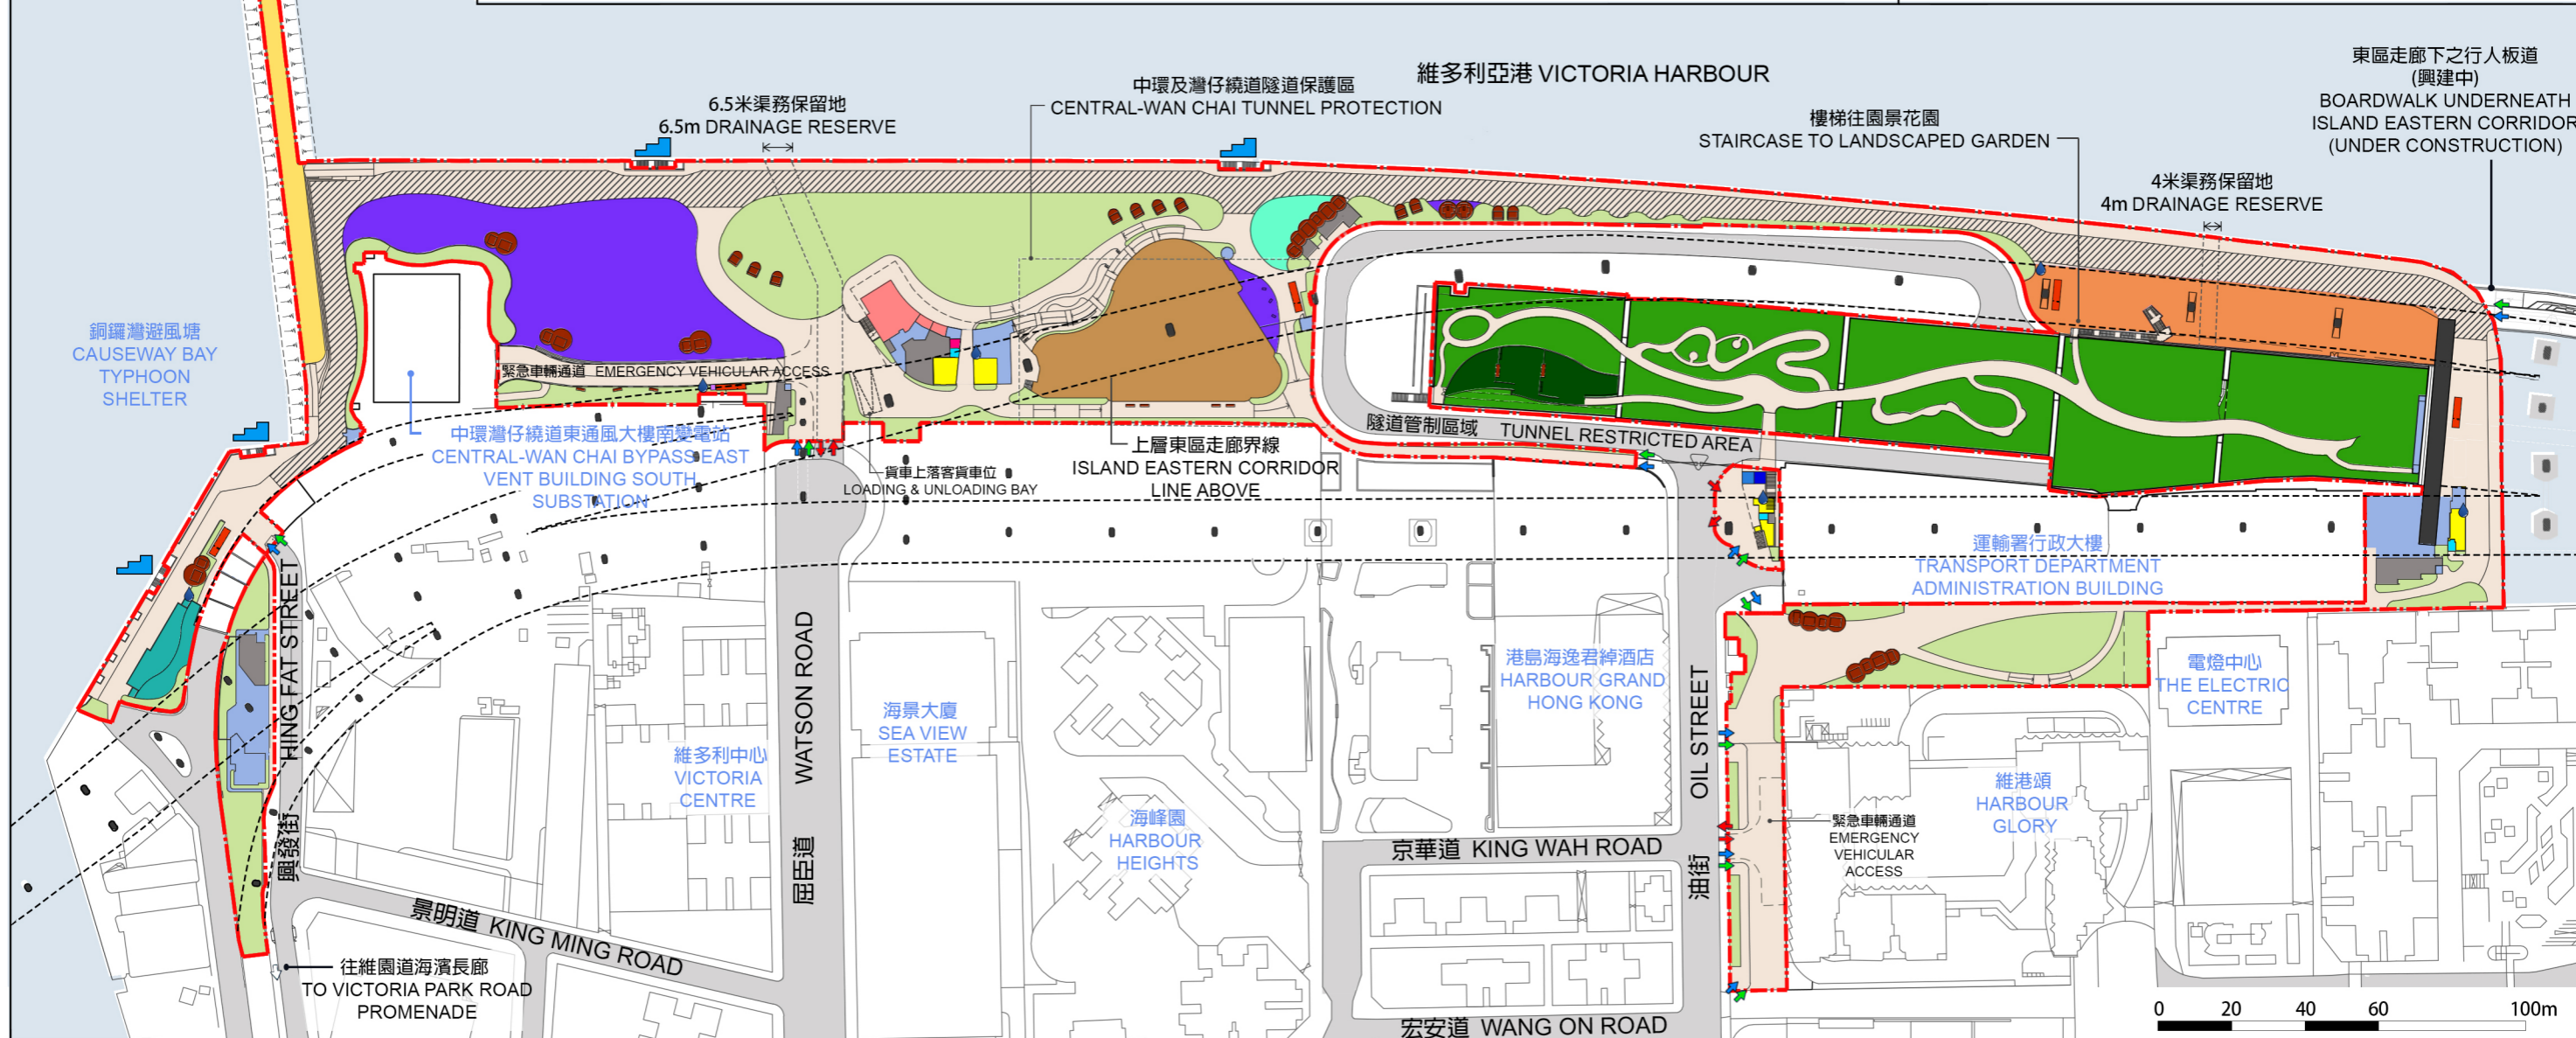 維多利亞港 VICTORIA HARBOUR
中環及灣仔繞道隧道保護區
CENTRAL-WAN CHAI TUNNEL PROTECTION
6.5米渠務保留地
6.5m DRAINAGE RESERVE
樓梯往園景花園
STAIRCASE TO LANDSCAPED GARDEN
東區走廊下之行人板道
(興建中)
BOARDWALK UNDERNEATH
ISLAND EASTERN CORRIDOR
(UNDER CONSTRUCTION)
4米渠務保留地
4m DRAINAGE RESERVE
銅鑼灣避風塘
CAUSEWAY BAY
TYPHOON
SHELTER
緊急車輛通道 EMERGENCY VEHICULAR ACCESS
中環灣仔繞道東通風大樓南變電站
CENTRAL-WAN CHAI BYPASS EAST
VENT BUILDING SOUTH
SUBSTATION
貨車上落客貨車位
LOADING & UNLOADING BAY
上層東區走廊界線
ISLAND EASTERN CORRIDOR
LINE ABOVE
隧道管制區域 TUNNEL RESTRICTED AREA
運輸署行政大樓
TRANSPORT DEPARTMENT
ADMINISTRATION BUILDING
興發街 HING FAT STREET
屈臣道 WATSON ROAD
維多利中心
VICTORIA
CENTRE
海景大廈
SEA VIEW
ESTATE
海峰園
HARBOUR
HEIGHTS
港島海逸君綽酒店
HARBOUR GRAND
HONG KONG
油街 OIL STREET
電燈中心
THE ELECTRIC
CENTRE
維港頌
HARBOUR
GLORY
緊急車輛通道
EMERGENCY
VEHICULAR
ACCESS
京華道 KING WAH ROAD
景明道 KING MING ROAD
往維園道海濱長廊
TO VICTORIA PARK ROAD
PROMENADE
宏安道 WANG ON ROAD
0 20 40 60 100m